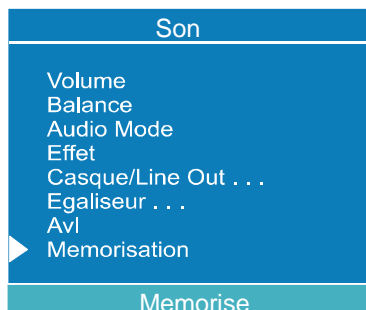 Son
Volume
Balance
Audio Mode
Effet
Casque/Line Out . . .
Egaliseur . . .
Avl
Memorisation
Memorise